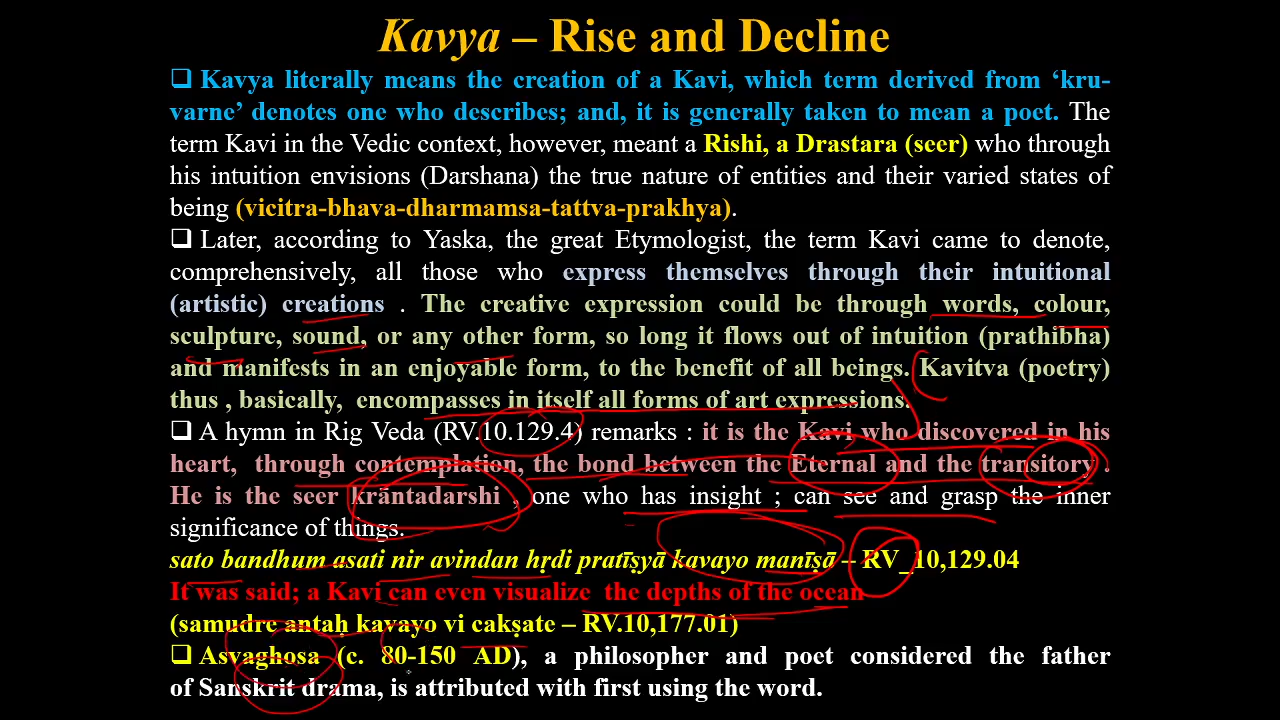 Kavya – Rise and Decline
❑ Kavya literally means the creation of a Kavi, which term derived from ‘kru-
varne’ denotes one who describes; and, it is generally taken to mean a poet. The
term Kavi in the Vedic context, however, meant a Rishi, a Drastara (seer) who through
his intuition envisions (Darshana) the true nature of entities and their varied states of
being (vicitra-bhava-dharmamsa-tattva-prakhya).
❑ Later, according to Yaska, the great Etymologist, the term Kavi came to denote,
comprehensively, all those who express themselves through their intuitional
(artistic) creations . The creative expression could be through words, colour,
sculpture, sound, or any other form, so long it flows out of intuition (prathibha)
and manifests in an enjoyable form, to the benefit of all beings. Kavitva (poetry)
thus , basically, encompasses in itself all forms of art expressions.
❑ A hymn in Rig Veda (RV.10.129.4) remarks : it is the Kavi who discovered in his
heart, through contemplation, the bond between the Eternal and the transitory .
He is the seer krāntadarshi , one who has insight ; can see and grasp the inner
significance of things.
sato bandhum asati nir avindan hṛdi pratīṣyā kavayo manīṣā – RV_10,129.04
It was said; a Kavi can even visualize the depths of the ocean
(samudre antaḥ kavayo vi cakṣate – RV.10,177.01)
❑ Asvaghosa (c. 80-150 AD), a philosopher and poet considered the father
of Sanskrit drama, is attributed with first using the word.